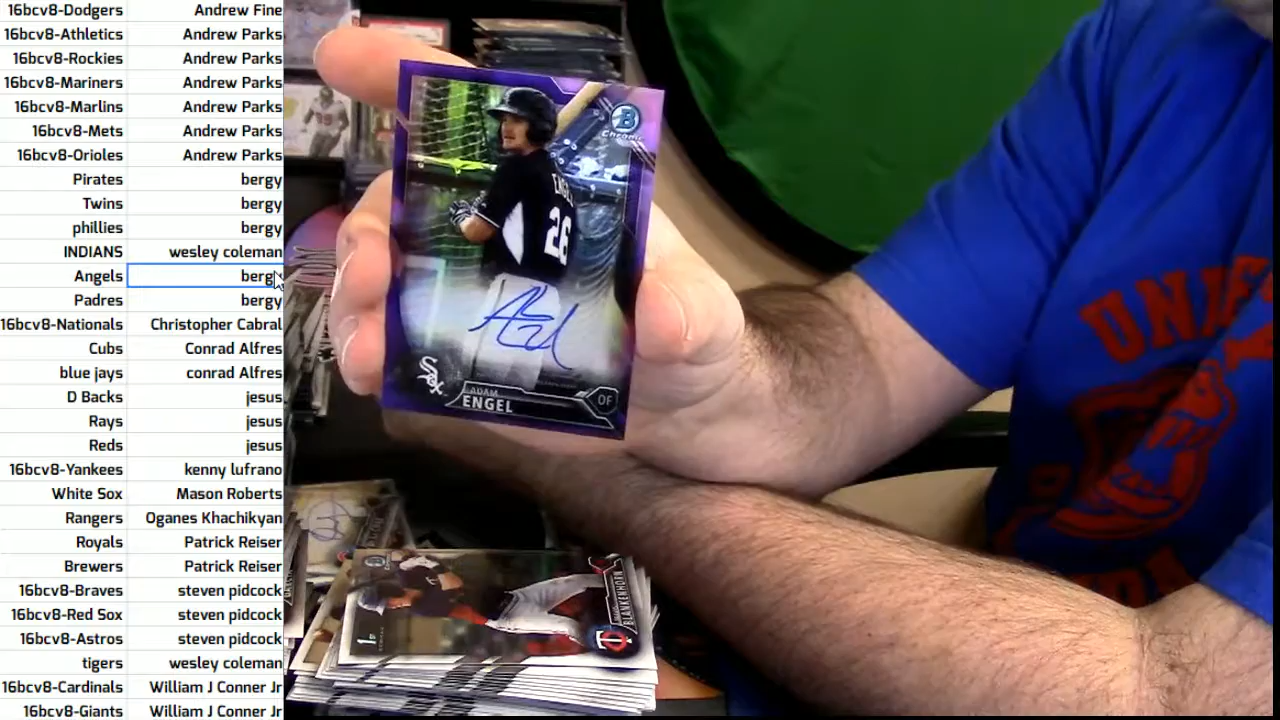 16bcv8-Dodgers Andrew Fine
16bcv8-Athletics Andrew Parks
16bcv8-Rockies Andrew Parks
16bcv8-Mariners Andrew Parks
16bcv8-Marlins Andrew Parks
16bcv8-Mets Andrew Parks
16bcv8-Orioles Andrew Parks
Pirates bergy
Twins bergy
phillies bergy
INDIANS wesley coleman
Angels berg
Padres bergy
16bcv8-Nationals Christopher Cabral
Cubs Conrad Alfres
blue jays conrad Alfres
D Backs jesus
Rays jesus
Reds jesus
16bcv8-Yankees kenny lufrano
White Sox Mason Roberts
Rangers Oganes Khachikyan
Royals Patrick Reiser
Brewers Patrick Reiser
16bcv8-Braves steven pidcock
16bcv8-Red Sox steven pidcock
16bcv8-Astros steven pidcock
tigers wesley coleman
16bcv8-Cardinals William J Conner Jr
16bcv8-Giants William J Conner Jr
B
Chrome
ENGEL
26
Sox
ADAM
ENGEL
OF
1st
BLANKENHORN